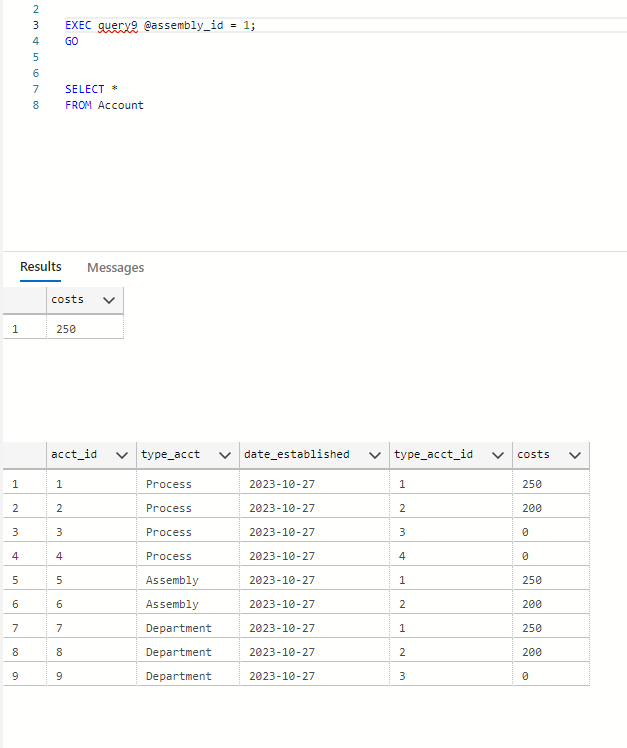 2
3 EXEC query9 @assembly_id = 1;
4 GO
5
6
7 SELECT *
8 FROM Account
Results Messages
costs
1 250
acct_id type_acct date_established type_acct_id costs
1 1 Process 2023-10-27 1 250
2 2 Process 2023-10-27 2 200
3 3 Process 2023-10-27 3 0
4 4 Process 2023-10-27 4 0
5 5 Assembly 2023-10-27 1 250
6 6 Assembly 2023-10-27 2 200
7 7 Department 2023-10-27 1 250
8 8 Department 2023-10-27 2 200
9 9 Department 2023-10-27 3 0